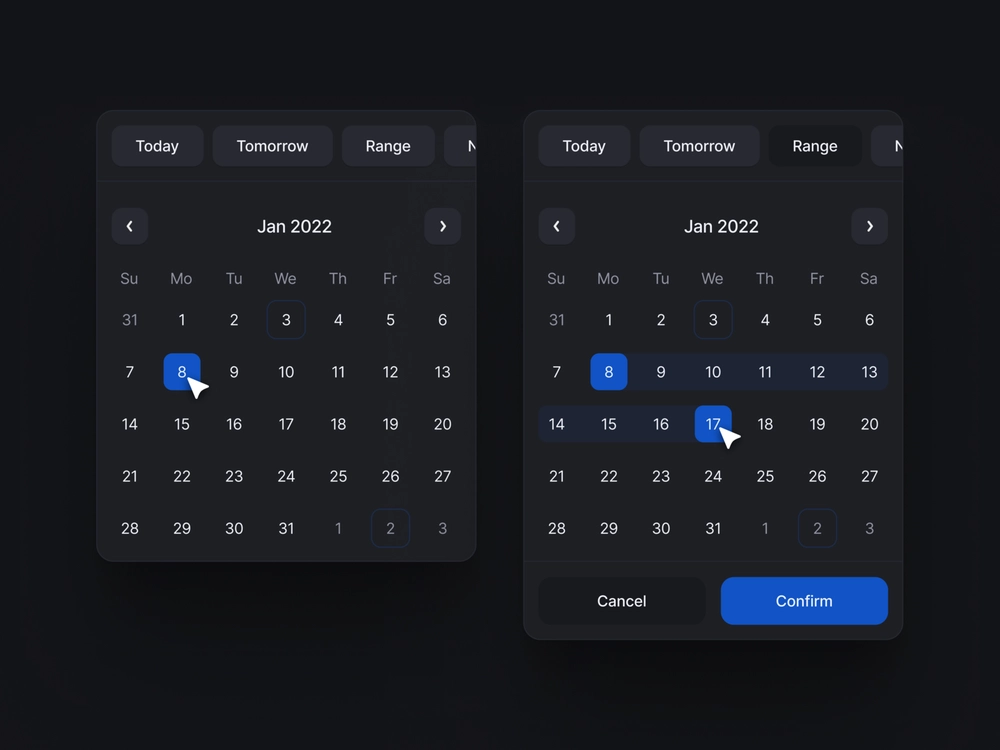 Today Tomorrow Range
Jan 2022
Su Mo Tu We Th Fr Sa
31 1 2 3 4 5 6
7 8 9 10 11 12 13
14 15 16 17 18 19 20
21 22 23 24 25 26 27
28 29 30 31 1 2 3
Today Tomorrow Range
Jan 2022
Su Mo Tu We Th Fr Sa
31 1 2 3 4 5 6
7 8 9 10 11 12 13
14 15 16 17 18 19 20
21 22 23 24 25 26 27
28 29 30 31 1 2 3
Cancel Confirm